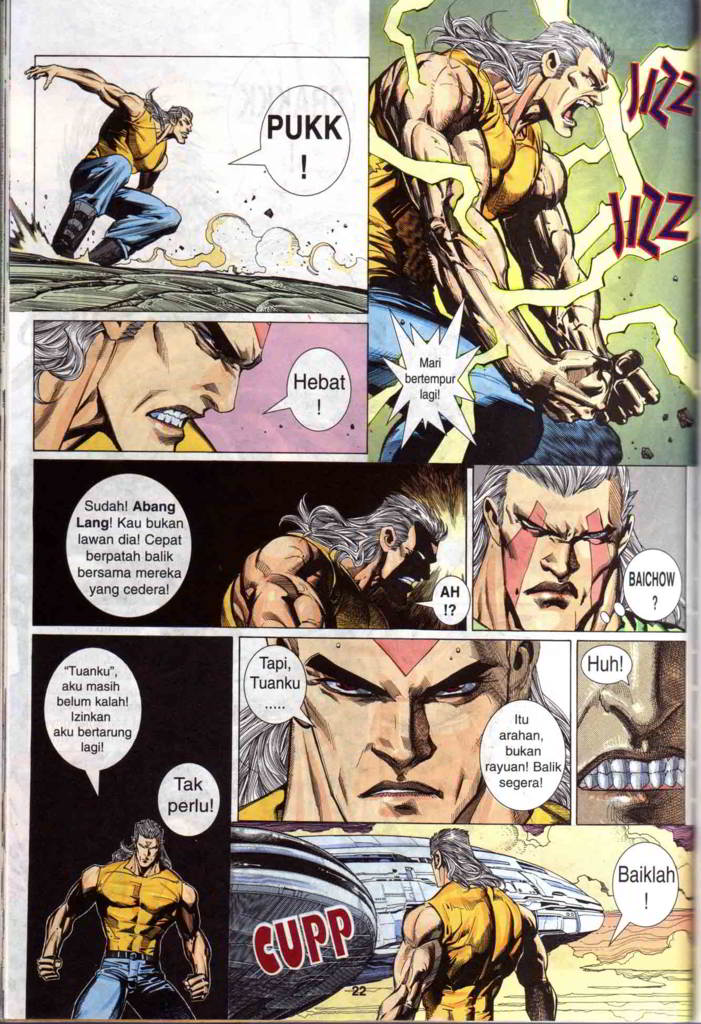 PUKK
!
JIZZ
JIZZ
Mari
bertempur
lagi!
Hebat
!
Sudah! Abang
Lang! Kau bukan
lawan dia! Cepat
berpatah balik
bersama mereka
yang cedera!
AH
!?
BAICHOW
?
"Tuanku",
aku masih
belum kalah!
Izinkan
aku bertarung
lagi!
Tak
perlu!
Tapi,
Tuanku
.....
Itu
arahan,
bukan
rayuan! Balik
segera!
Huh!
CUPP
Baiklah
!
22